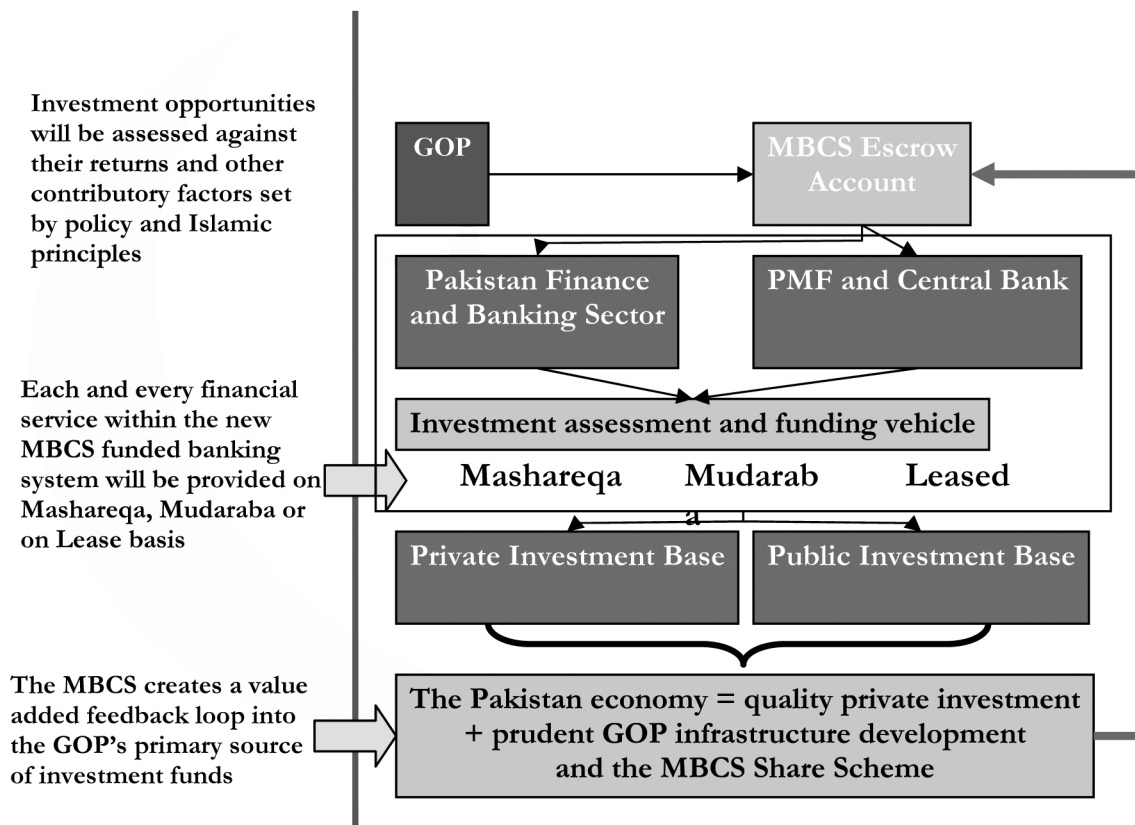 Investment opportunities
will be assessed against
their returns and other
contributory factors set
by policy and Islamic
principles
GOP
MBCS Escrow
Account
Pakistan Finance
and Banking Sector
PMF and Central Bank
Each and every financial
service within the new
MBCS funded banking
system will be provided on
Mashareqa, Mudaraba or
on Lease basis
Investment assessment and funding vehicle
Mashareqa
Mudarab
a
Leased
Private Investment Base
Public Investment Base
The MBCS creates a value
added feedback loop into
the GOP's primary source
of investment funds
The Pakistan economy = quality private investment
+ prudent GOP infrastructure development
and the MBCS Share Scheme